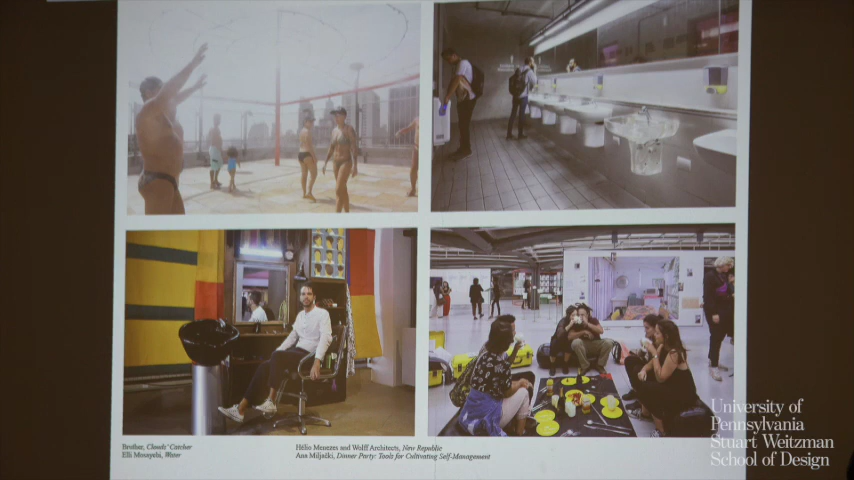 Brother, Clouds' Catcher
Elli Mosayebi, Water
Hélio Menezes and Wolff Architects, New Republic
Ana Miljački, Dinner Party: Tools for Cultivating Self-Management
University of
Pennsylvania
Stuart Weitzman
School of Design